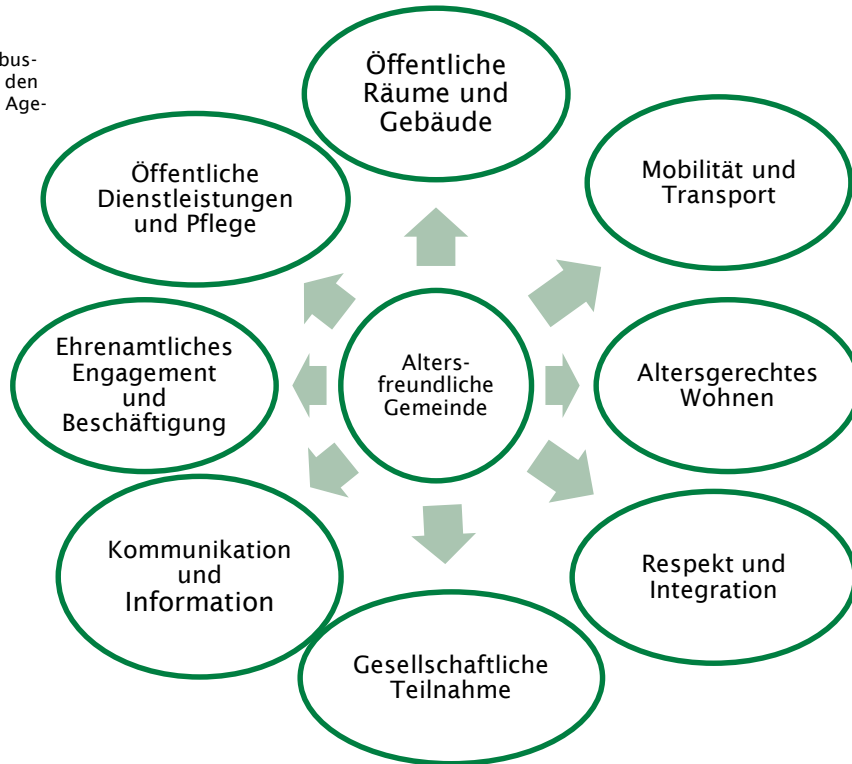 bus-
den
Age-
Öffentliche
Räume und
Gebäude
Mobilität und
Transport
Öffentliche
Dienstleistungen
und Pflege
Ehrenamtliches
Engagement
und
Beschäftigung
Alters-
freundliche
Gemeinde
Altersgerechtes
Wohnen
Kommunikation
und
Information
Respekt und
Integration
Gesellschaftliche
Teilnahme